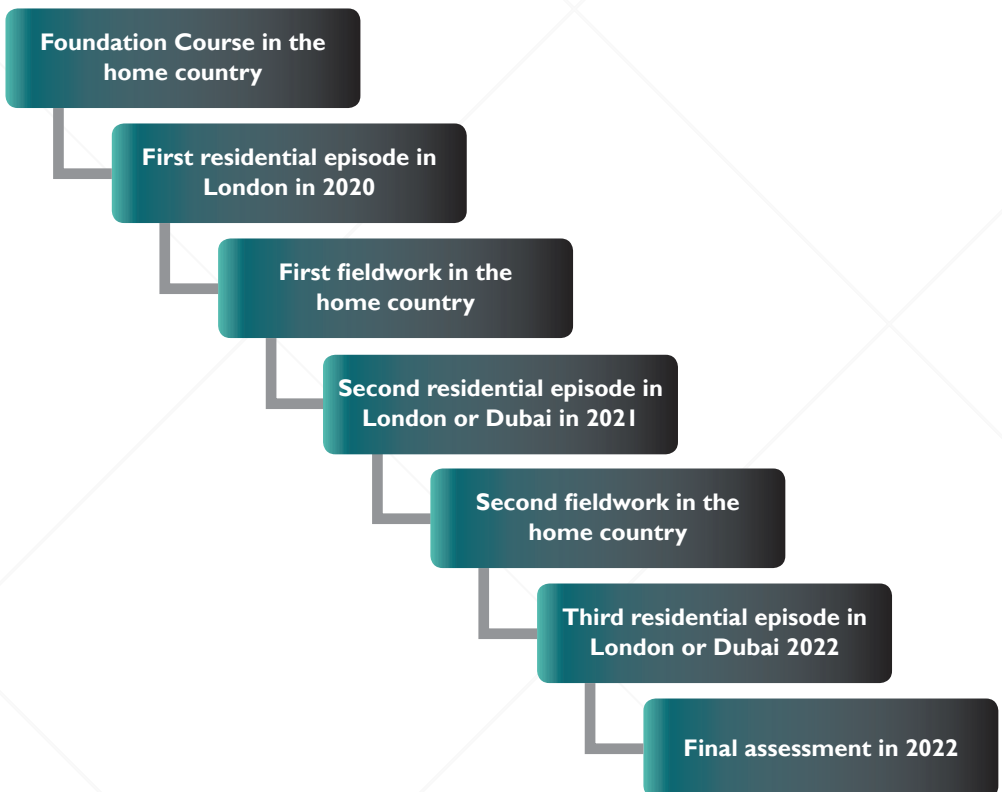 Foundation Course in the
home country
First residential episode in
London in 2020
First fieldwork in the
home country
Second residential episode in
London or Dubai in 2021
Second fieldwork in the
home country
Third residential episode in
London or Dubai 2022
Final assessment in 2022